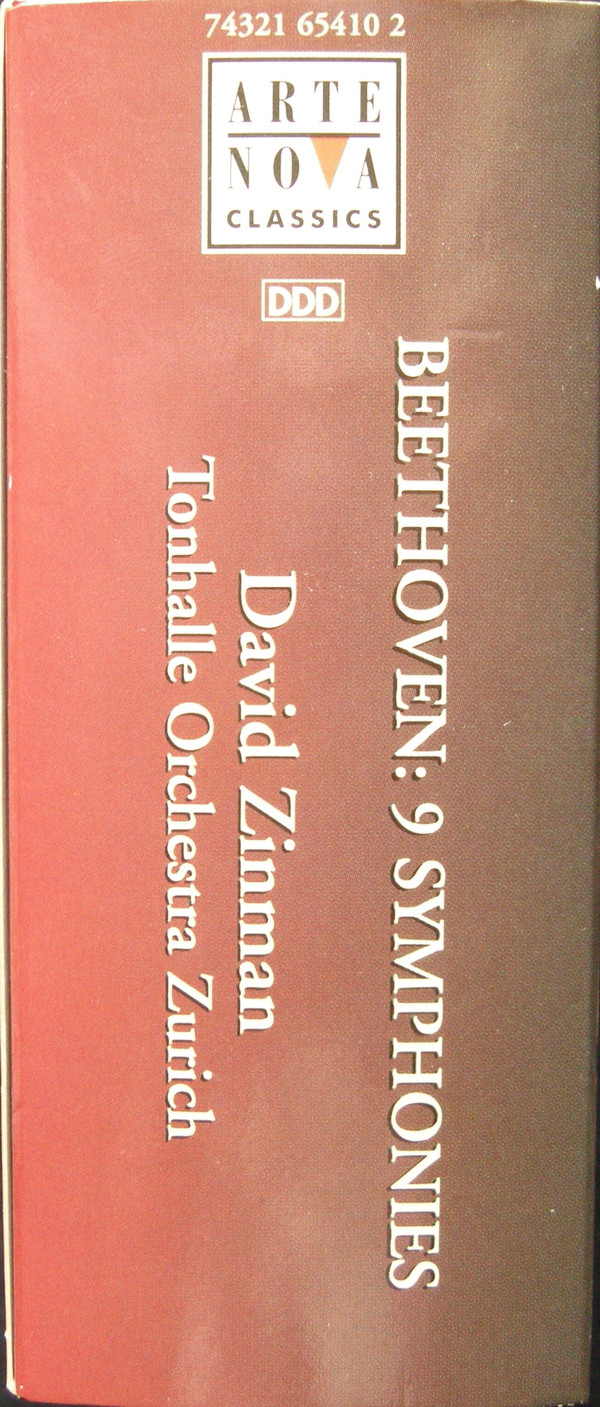 74321 65410 2
ARTE
NOVA
CLASSICS
DDD
BEETHOVEN: 9 SYMPHONIES
David Zinman
Tonhalle Orchestra Zurich